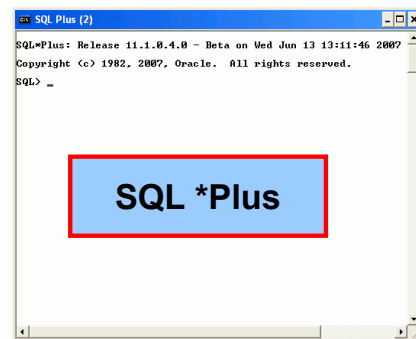 SQL Plus (2)
SQL*Plus: Release 11.1.0.4.0 - Beta on Wed Jun 13 13:11:46 2007
Copyright (c) 1982, 2007, Oracle.  All rights reserved.
SQL> _
SQL *Plus